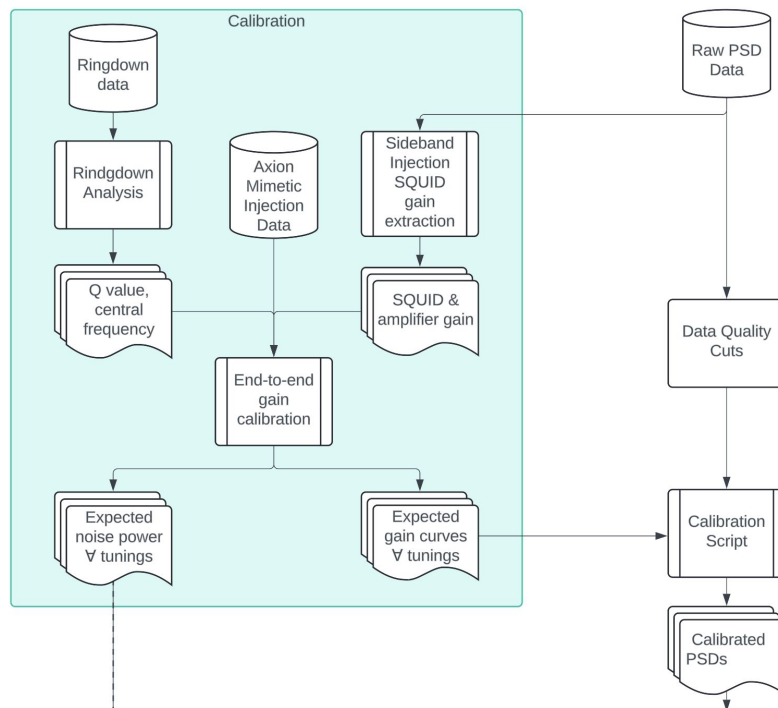 Calibration
Ringdown
data
Raw PSD
Data
Rindgdown
Analysis
Axion
Mimetic
Injection
Data
Sideband
Injection
SQUID
gain
extraction
Q value,
central
frequency
SQUID &
amplifier gain
Data Quality
Cuts
End-to-end
gain
calibration
Expected
noise power
∀ tunings
Expected
gain curves
∀ tunings
Calibration
Script
Calibrated
PSDs